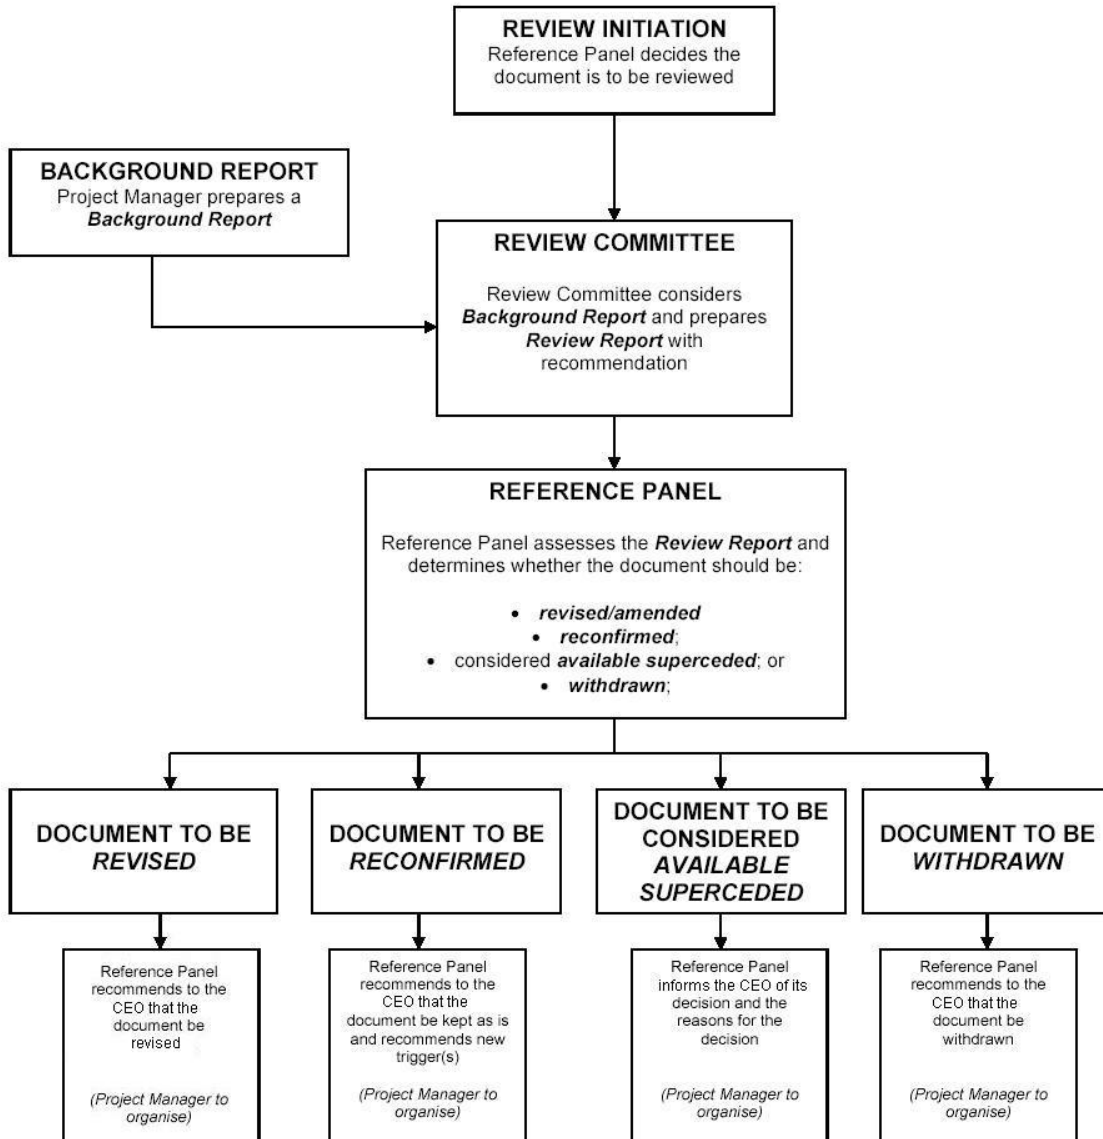 REVIEW INITIATION
Reference Panel decides the
document is to be reviewed
BACKGROUND REPORT
Project Manager prepares a
Background Report
REVIEW COMMITTEE
Review Committee considers
Background Report and prepares
Review Report with
recommendation
REFERENCE PANEL
Reference Panel assesses the Review Report and
determines whether the document should be:
• revised/amended
• reconfirmed;
• considered available superceded; or
• withdrawn;
DOCUMENT TO BE
REVISED
DOCUMENT TO BE
RECONFIRMED
DOCUMENT TO BE
CONSIDERED
AVAILABLE
SUPERCEDED
DOCUMENT TO BE
WITHDRAWN
Reference Panel
recommends to the
CEO that the
document be
revised
(Project Manager to
organise)
Reference Panel
recommends to the
CEO that the
document be kept as is
and recommends new
trigger(s)
(Project Manager to
organise)
Reference Panel
informs the CEO of its
decision and the
reasons for the
decision
(Project Manager to
organise)
Reference Panel
recommends to the
CEO that the
document be
withdrawn
(Project Manager to
organise)